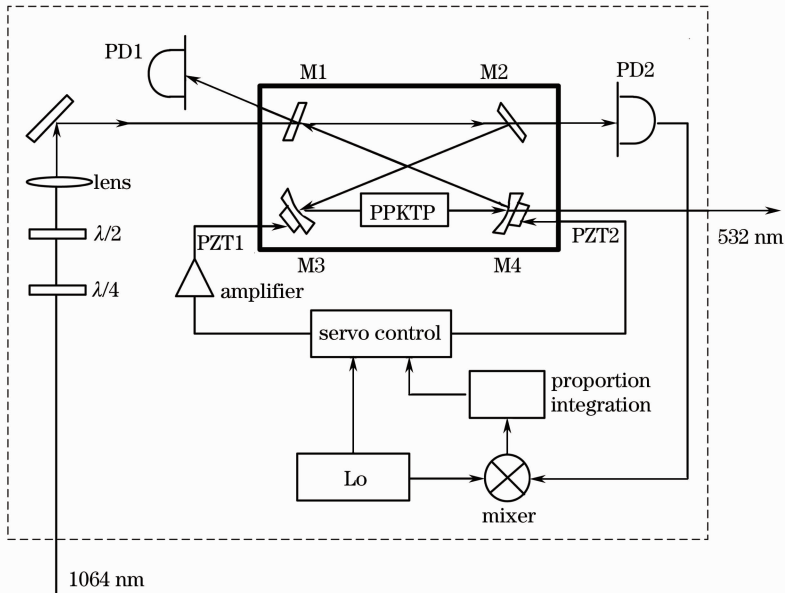 PD1
M1
M2
PD2
lens
λ/2
λ/4
PPKTP
PZT1
PZT2
M3
M4
532 nm
amplifier
servo control
proportion
integration
Lo
mixer
1064 nm